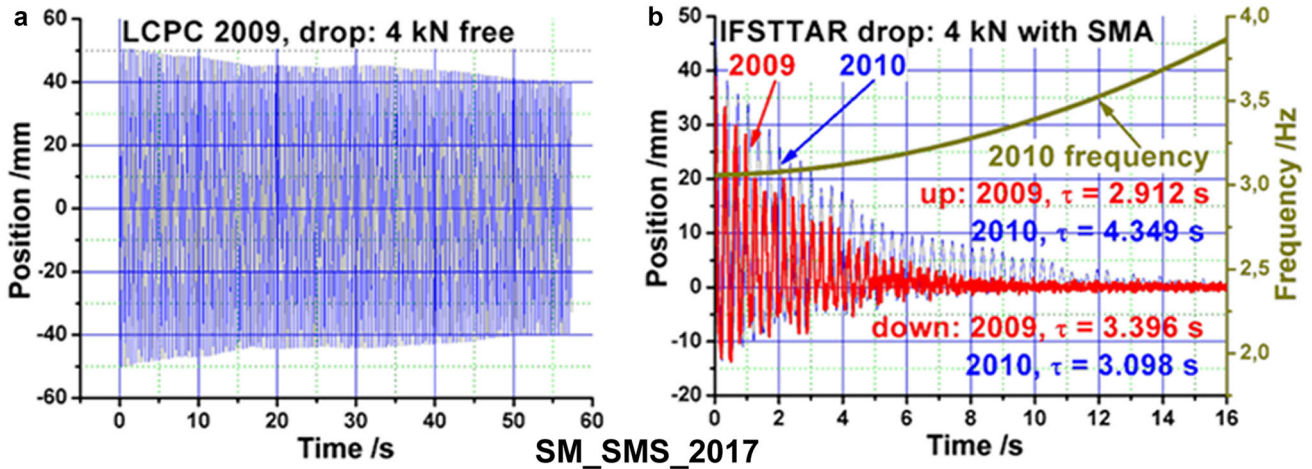 a
LCPC 2009, drop: 4 kN free
Position /mm
60
40
20
0
-20
-40
-60
0
10
20
30
40
50
60
Time /s
b
IFSTTAR drop: 4 kN with SMA
2009
2010
2010 frequency
up: 2009, τ = 2.912 s
2010, τ = 4.349 s
down: 2009, τ = 3.396 s
2010, τ = 3.098 s
Position /mm
50
40
30
20
10
0
-10
-20
0
2
4
6
8
10
12
14
16
Time /s
4,0
3,5
3,0
2,5
2,0
Frequency /Hz
SM_SMS_2017